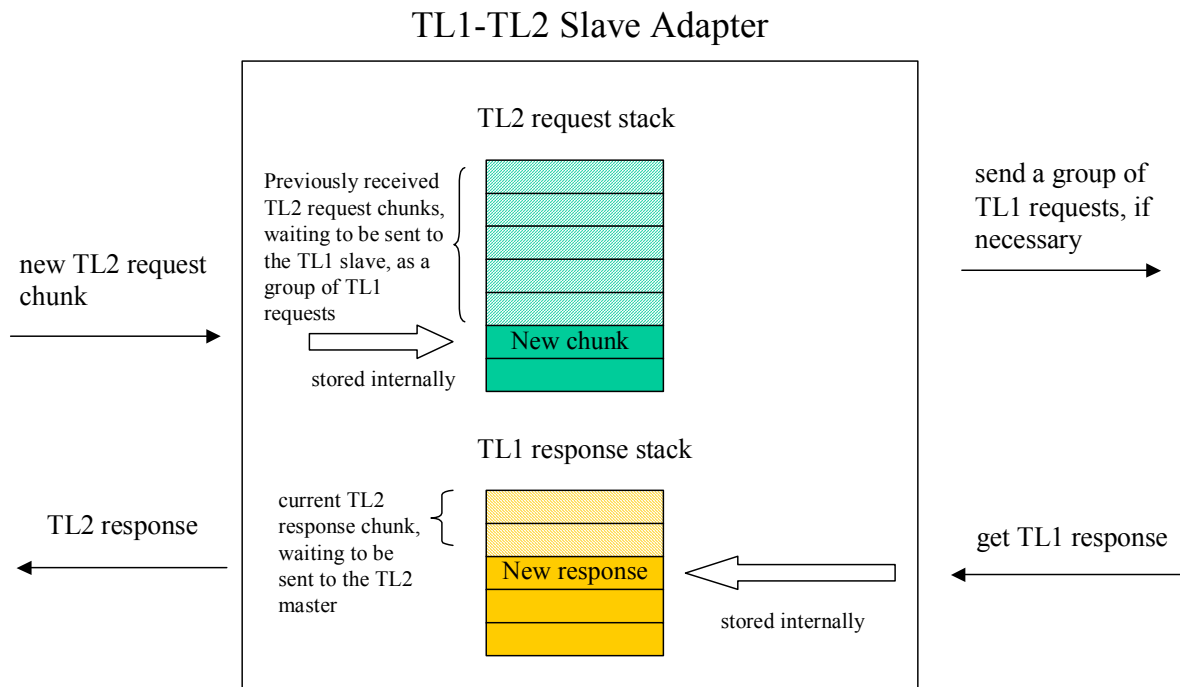 TL1-TL2 Slave Adapter
TL2 request stack
Previously received
TL2 request chunks,
waiting to be sent to
the TL1 slave, as a
group of TL1
requests
send a group of
TL1 requests, if
necessary
new TL2 request
chunk
New chunk
stored internally
TL1 response stack
current TL2
response chunk,
waiting to be
sent to the TL2
master
TL2 response
New response
get TL1 response
stored internally